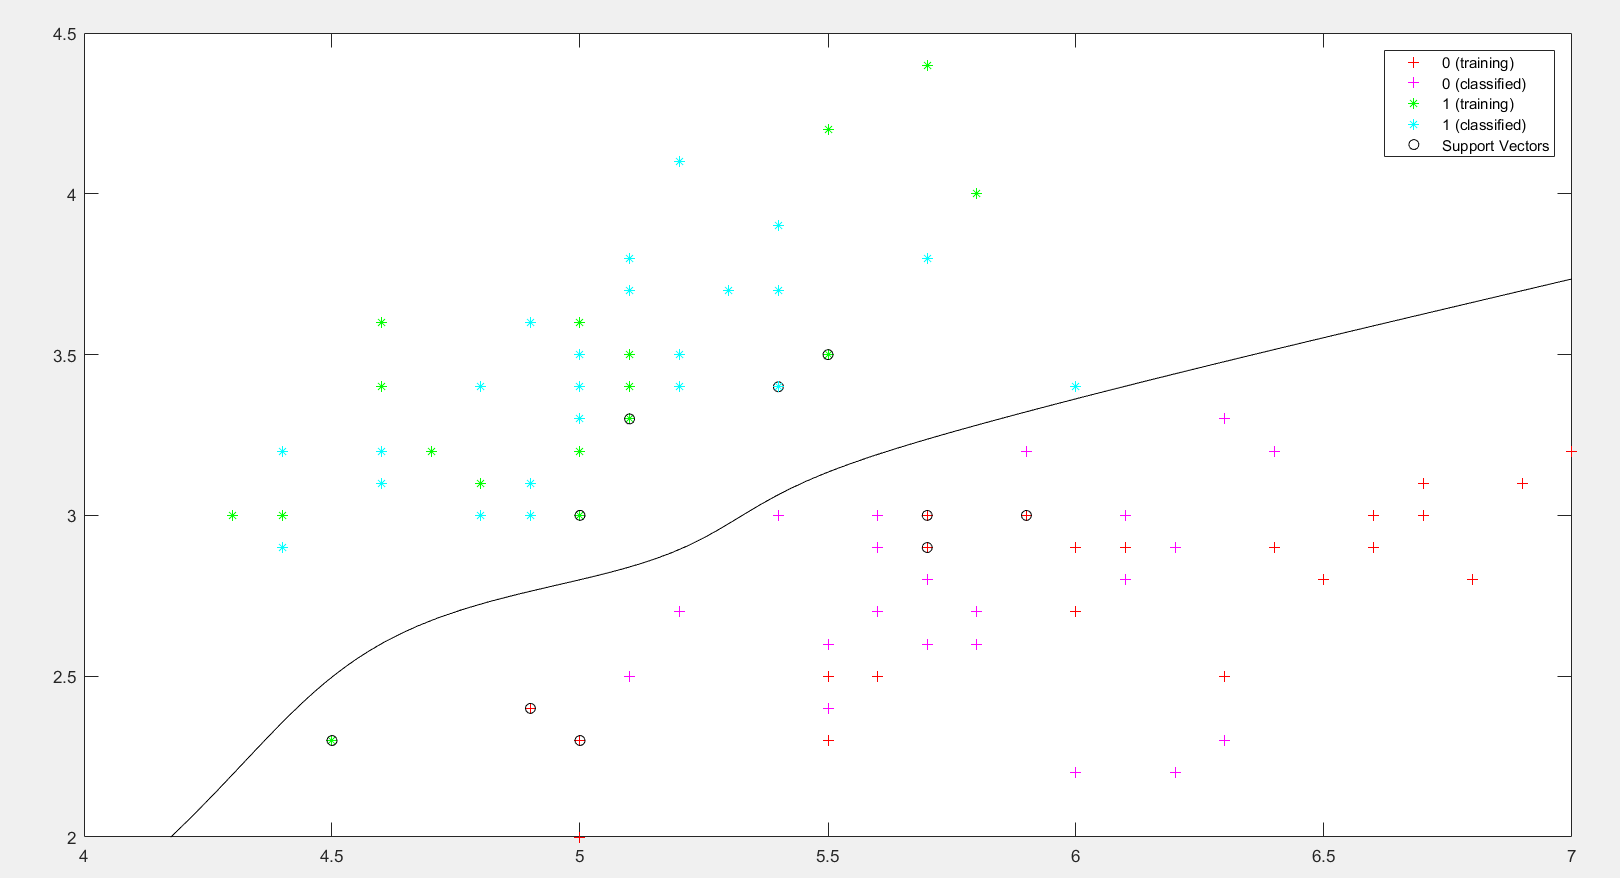 4.5
4
3.5
3
2.5
2
4
4.5
5
5.5
6
6.5
7
0 (training)
0 (classified)
1 (training)
1 (classified)
Support Vectors